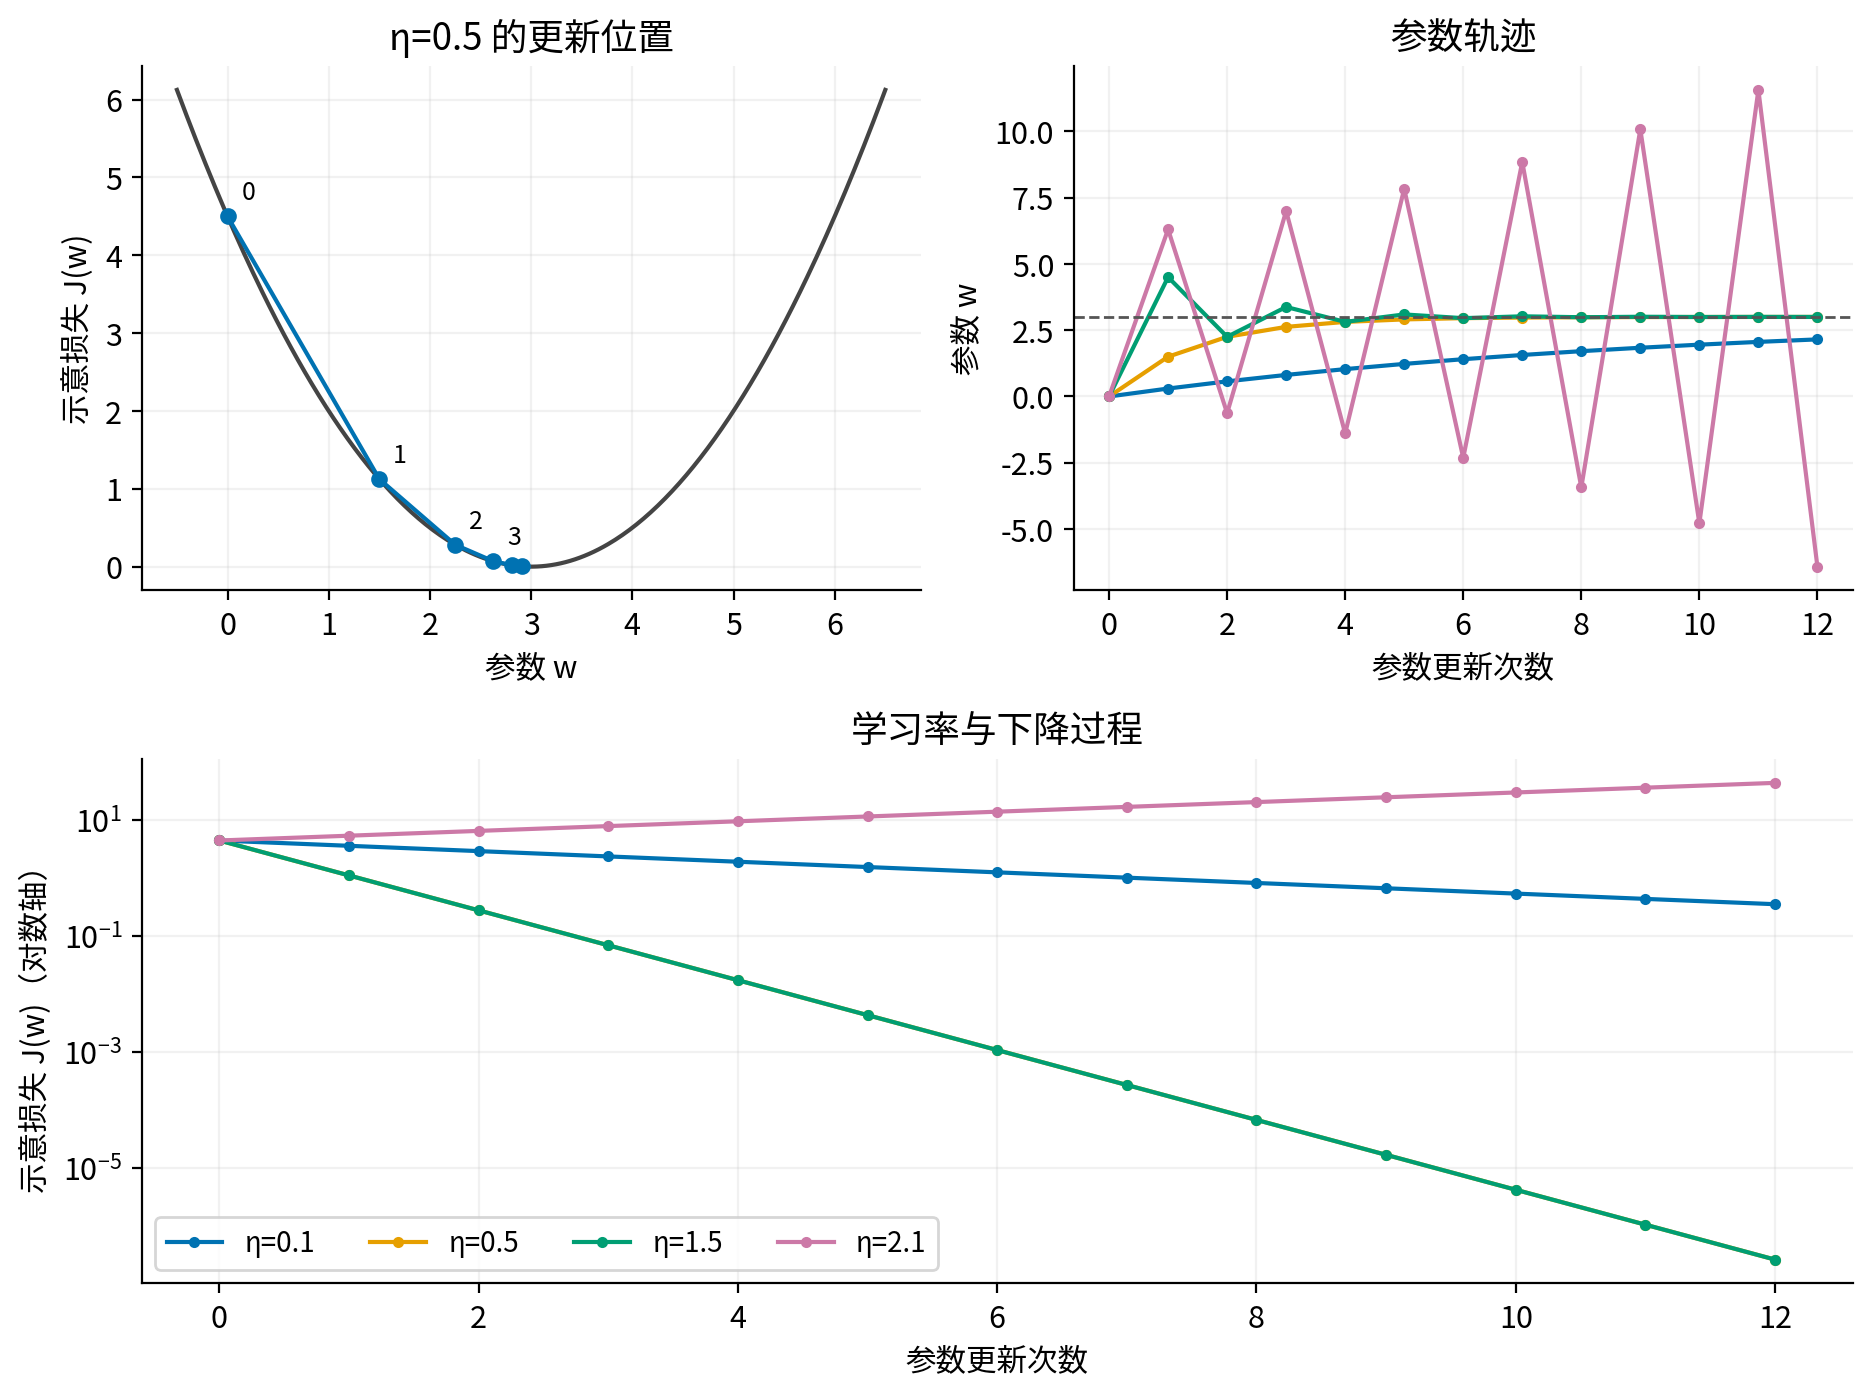 η=0.5 的更新位置
示意损失 J(w)
6
5
4
3
2
1
0
0
1
2
3
0 1 2 3 4 5 6
参数 w
参数轨迹
参数 w
10.0
7.5
5.0
2.5
0.0
-2.5
-5.0
0 2 4 6 8 10 12
参数更新次数
学习率与下降过程
示意损失 J(w)（对数轴）
10¹
10⁻¹
10⁻³
10⁻⁵
η=0.1 η=0.5 η=1.5 η=2.1
0 2 4 6 8 10 12
参数更新次数